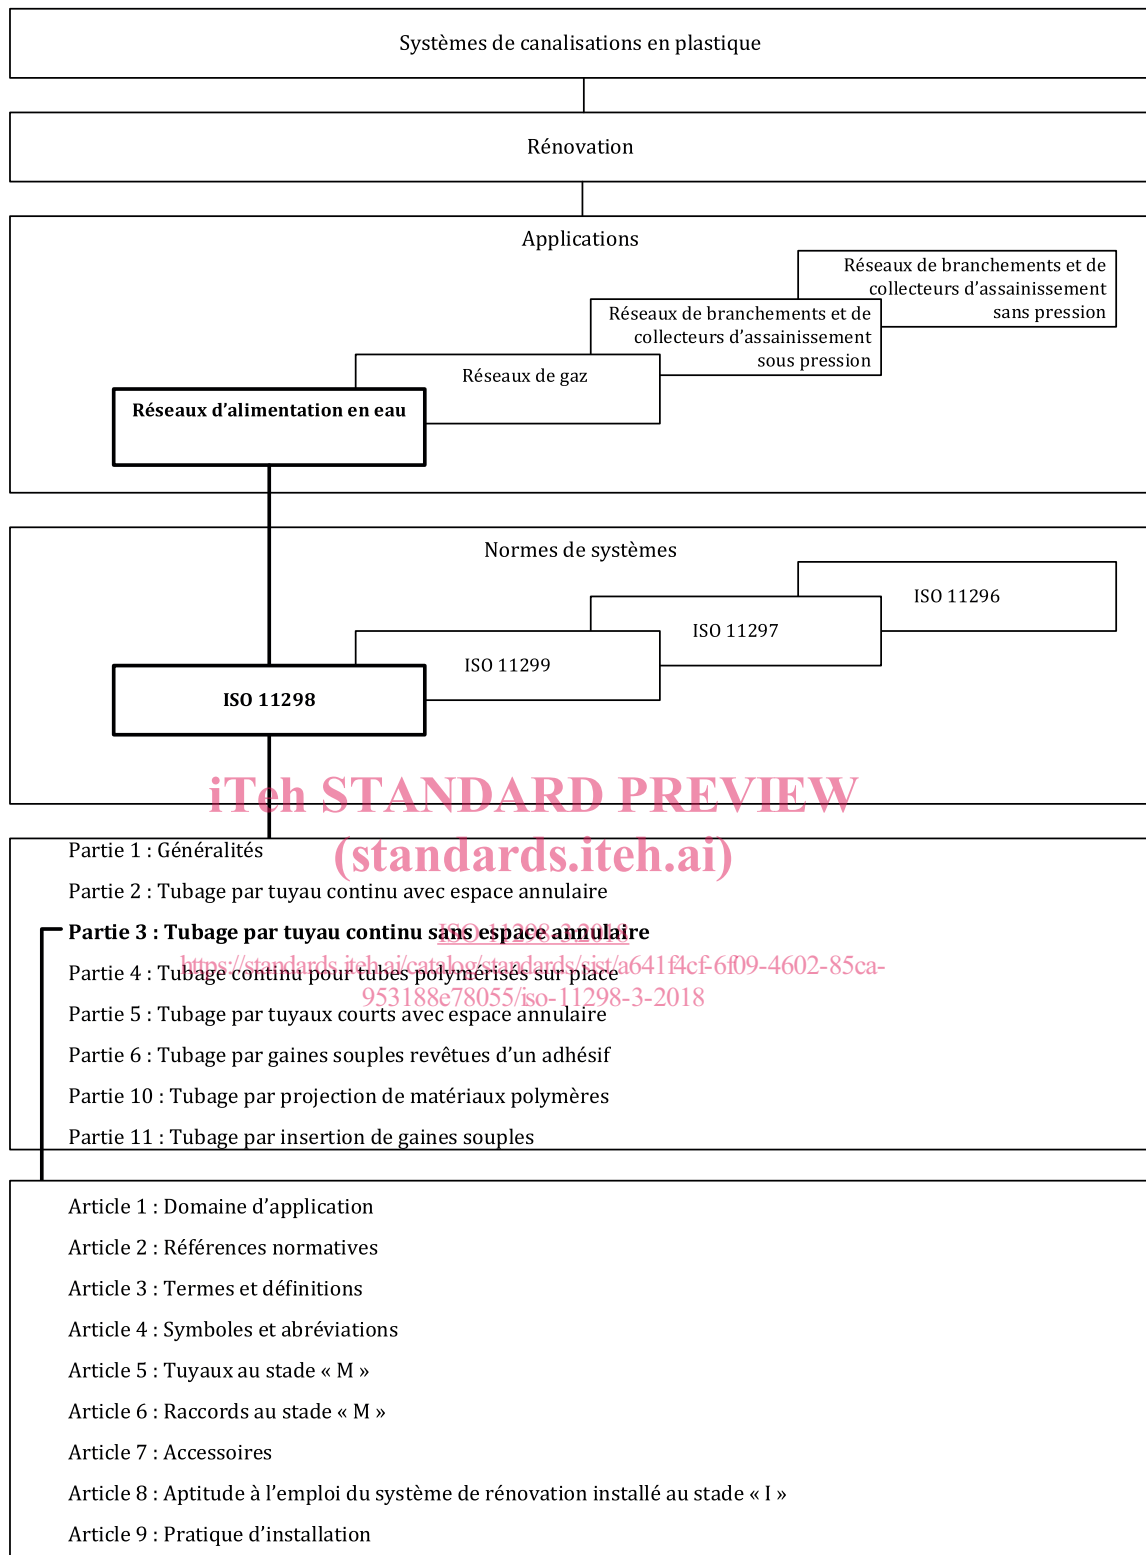 Systèmes de canalisations en plastique
Rénovation
Applications
Réseaux de branchements et de
collecteurs d’assainissement
sans pression
Réseaux de branchements et de
collecteurs d’assainissement
sous pression
Réseaux de gaz
Réseaux d’alimentation en eau
Normes de systèmes
ISO 11296
ISO 11297
ISO 11299
ISO 11298
iTeh STANDARD PREVIEW
(standards.iteh.ai)
Partie 1 : Généralités
Partie 2 : Tubage par tuyau continu avec espace annulaire
Partie 3 : Tubage par tuyau continu sans espace annulaire
ISO 11298-3:2018
Partie 4 : Tubage continu pour tubes polymérisés sur place
https://standards.iteh.ai/catalog/standards/sist/a641f4cf-6f09-4602-85ca-
953188e78055/iso-11298-3-2018
Partie 5 : Tubage par tuyaux courts avec espace annulaire
Partie 6 : Tubage par gaines souples revêtues d’un adhésif
Partie 10 : Tubage par projection de matériaux polymères
Partie 11 : Tubage par insertion de gaines souples
Article 1 : Domaine d’application
Article 2 : Références normatives
Article 3 : Termes et définitions
Article 4 : Symboles et abréviations
Article 5 : Tuyaux au stade « M »
Article 6 : Raccords au stade « M »
Article 7 : Accessoires
Article 8 : Aptitude à l’emploi du système de rénovation installé au stade « I »
Article 9 : Pratique d’installation